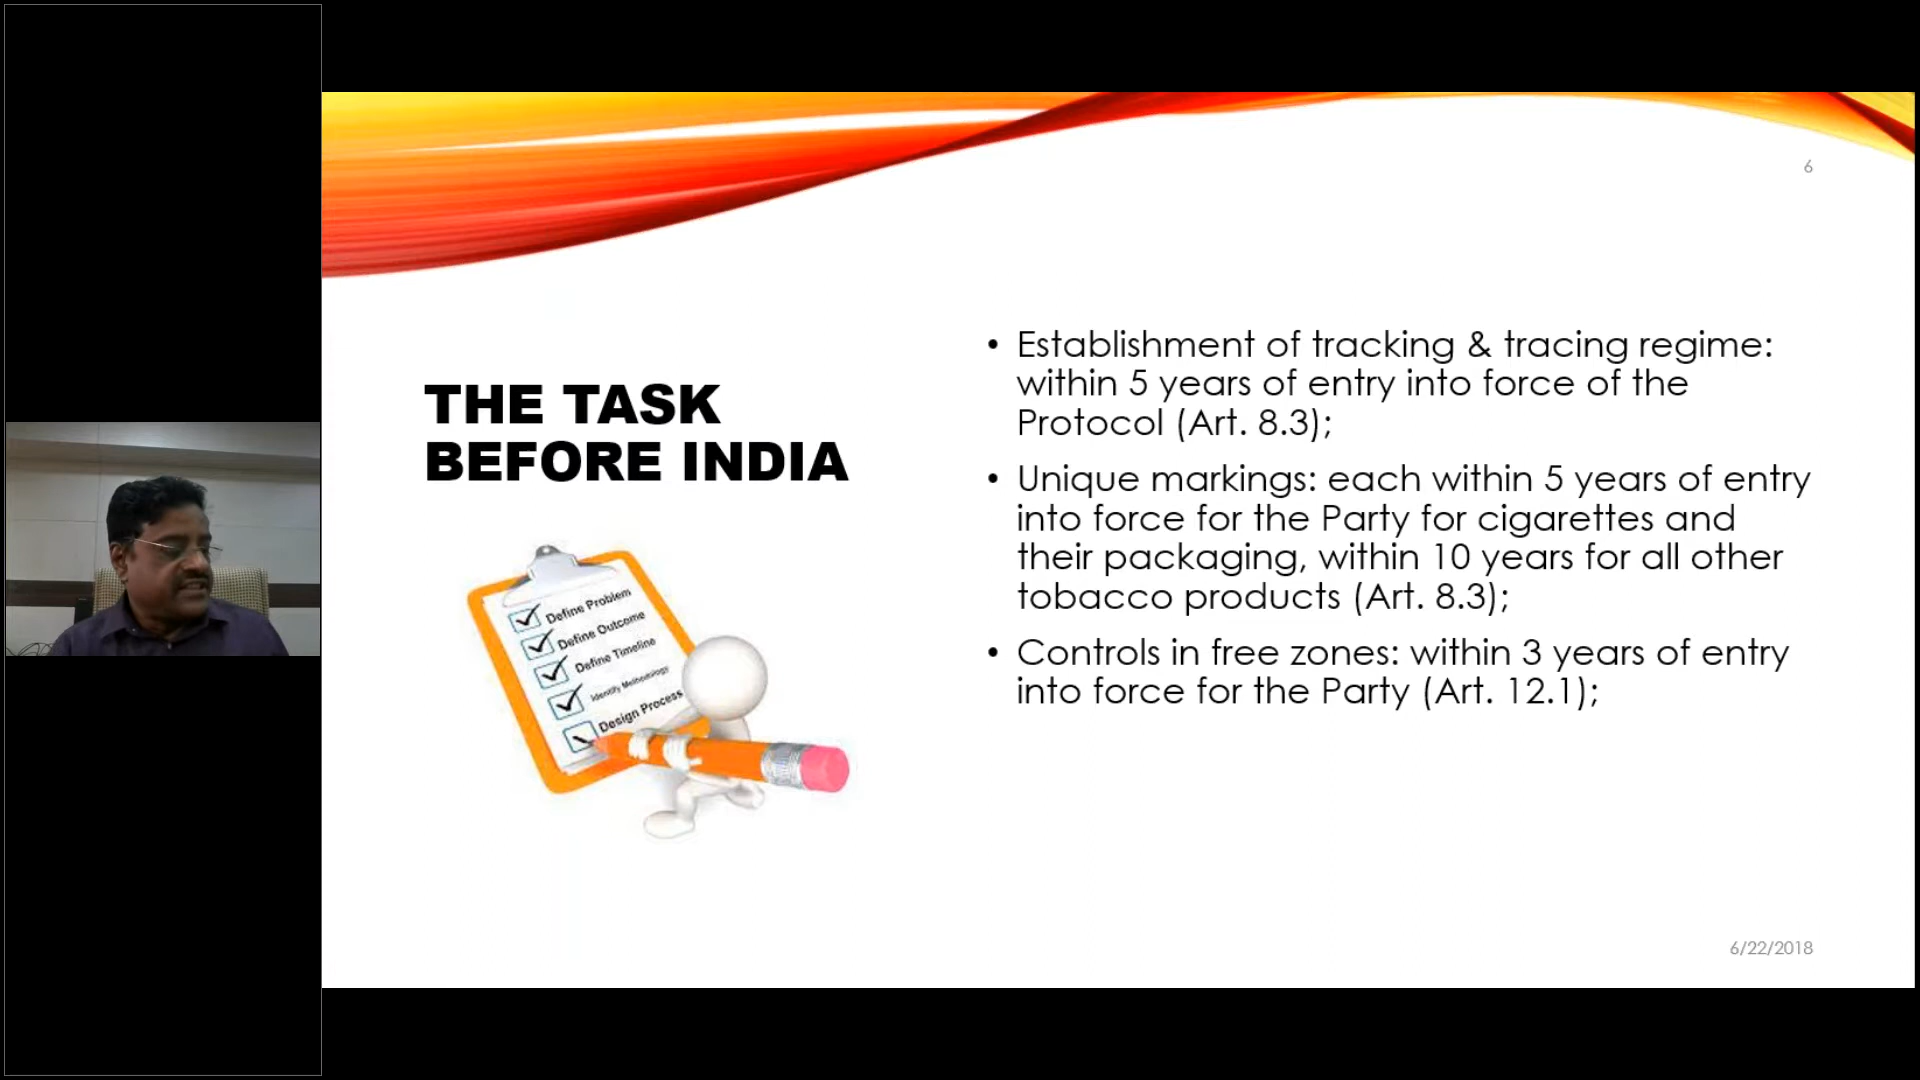 6
THE TASK
BEFORE INDIA
Define Problem
Define Outcome
Define Timeline
Identify Methodology
Design Process
• Establishment of tracking & tracing regime:
within 5 years of entry into force of the
Protocol (Art. 8.3);
• Unique markings: each within 5 years of entry
into force for the Party for cigarettes and
their packaging, within 10 years for all other
tobacco products (Art. 8.3);
• Controls in free zones: within 3 years of entry
into force for the Party (Art. 12.1);
6/22/2018